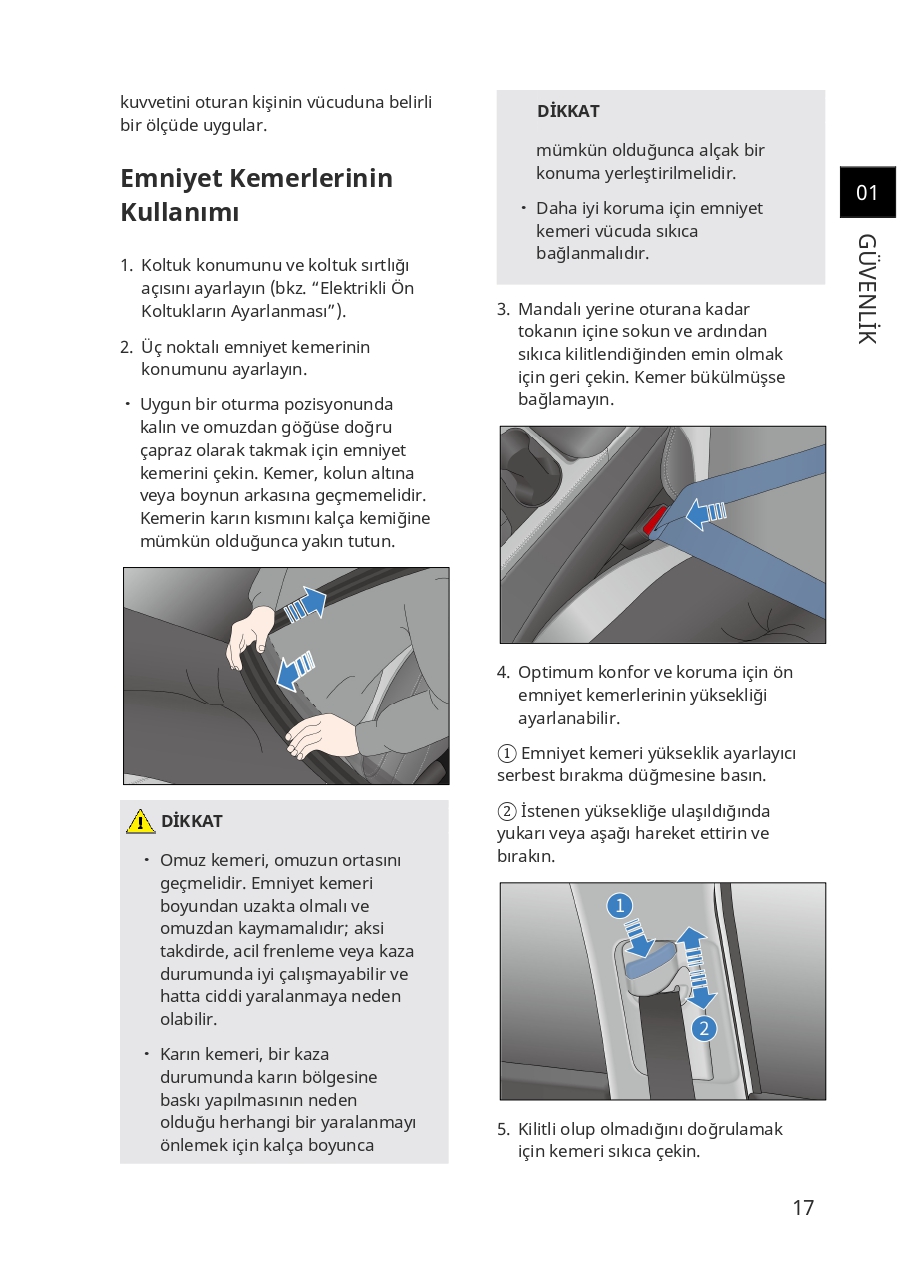 kuvvetini oturan kişinin vücuduna belirli
bir ölçüde uygular.
Emniyet Kemerlerinin
Kullanımı
1. Koltuk konumunu ve koltuk sırtlığı
açısını ayarlayın (bkz. “Elektrikli Ön
Koltukların Ayarlanması”).
2. Üç noktalı emniyet kemerinin
konumunu ayarlayın.
• Uygun bir oturma pozisyonunda
kalın ve omuzdan göğüse doğru
çapraz olarak takmak için emniyet
kemerini çekin. Kemer, kolun altına
veya boynun arkasına geçmemelidir.
Kemerin karın kısmını kalça kemiğine
mümkün olduğunca yakın tutun.
DİKKAT
• Omuz kemeri, omuzun ortasını
geçmelidir. Emniyet kemeri
boyundan uzakta olmalı ve
omuzdan kaymamalıdır; aksi
takdirde, acil frenleme veya kaza
durumunda iyi çalışmayabilir ve
hatta ciddi yaralanmaya neden
olabilir.
• Karın kemeri, bir kaza
durumunda karın bölgesine
baskı yapılmasının neden
olduğu herhangi bir yaralanmayı
önlemek için kalça boyunca
DİKKAT
mümkün olduğunca alçak bir
konuma yerleştirilmelidir.
• Daha iyi koruma için emniyet
kemeri vücuda sıkıca
bağlanmalıdır.
3. Mandalı yerine oturana kadar
tokanın içine sokun ve ardından
sıkıca kilitlendiğinden emin olmak
için geri çekin. Kemer bükülmüşse
bağlamayın.
4. Optimum konfor ve koruma için ön
emniyet kemerlerinin yüksekliği
ayarlanabilir.
① Emniyet kemeri yükseklik ayarlayıcı
serbest bırakma düğmesine basın.
② İstenen yüksekliğe ulaşıldığında
yukarı veya aşağı hareket ettirin ve
bırakın.
1
2
5. Kilitli olup olmadığını doğrulamak
için kemeri sıkıca çekin.
01
GÜVENLİK
17